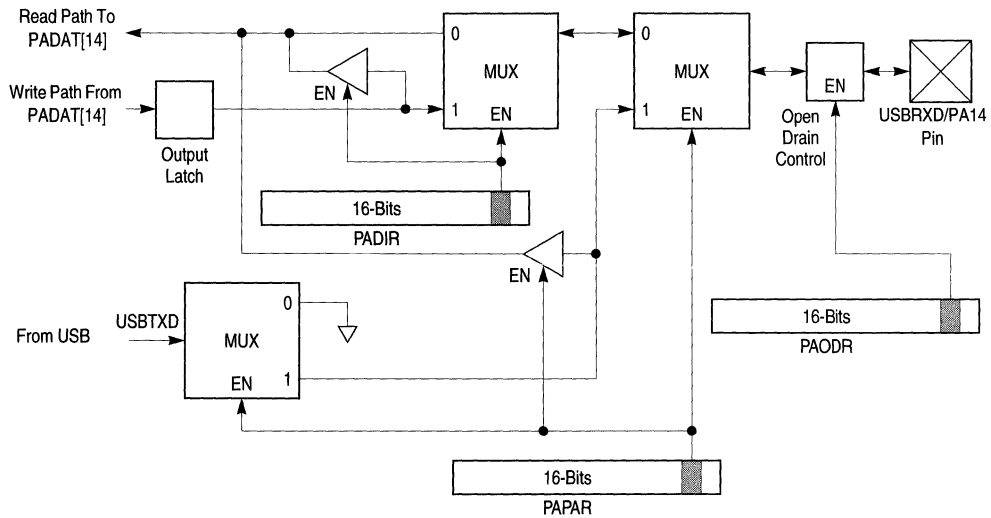 Read Path To
PADAT[14]
0
MUX
1
EN
0
MUX
1
EN
EN
Open
Drain
Control
USBRXD/PA14
Pin
Write Path From
PADAT[14]
EN
Output
Latch
16-Bits
PADIR
EN
16-Bits
PAODR
From USB
USBTXD
0
MUX
EN
1
16-Bits
PAPAR